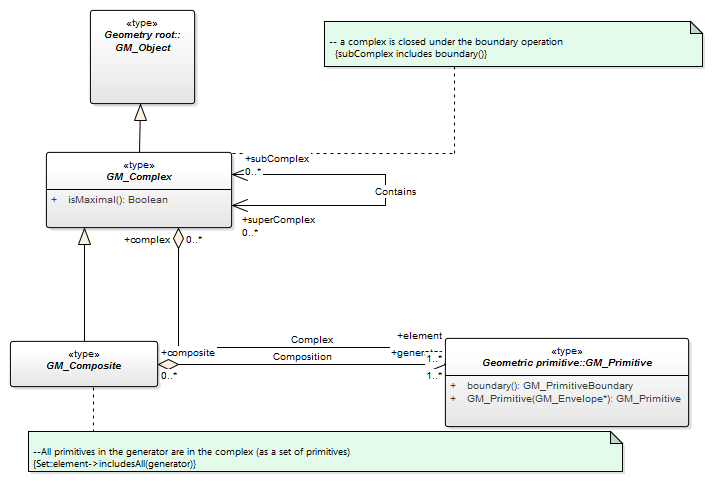 «type»
Geometry root::
GM_Object
-- a complex is closed under the boundary operation
{subComplex includes boundary()}
«type»
GM_Complex
+ isMaximal(): Boolean
+subComplex
0..*
Contains
+superComplex
0..*
+complex
0..*
«type»
GM_Composite
+composite
0..*
Complex
Composition
+element
1..*
1..*
«type»
Geometric primitive::GM_Primitive
+ boundary(): GM_PrimitiveBoundary
+ GM_Primitive(GM_Envelope*): GM_Primitive
--All primitives in the generator are in the complex (as a set of primitives)
{Set::element->includesAll(generator)}